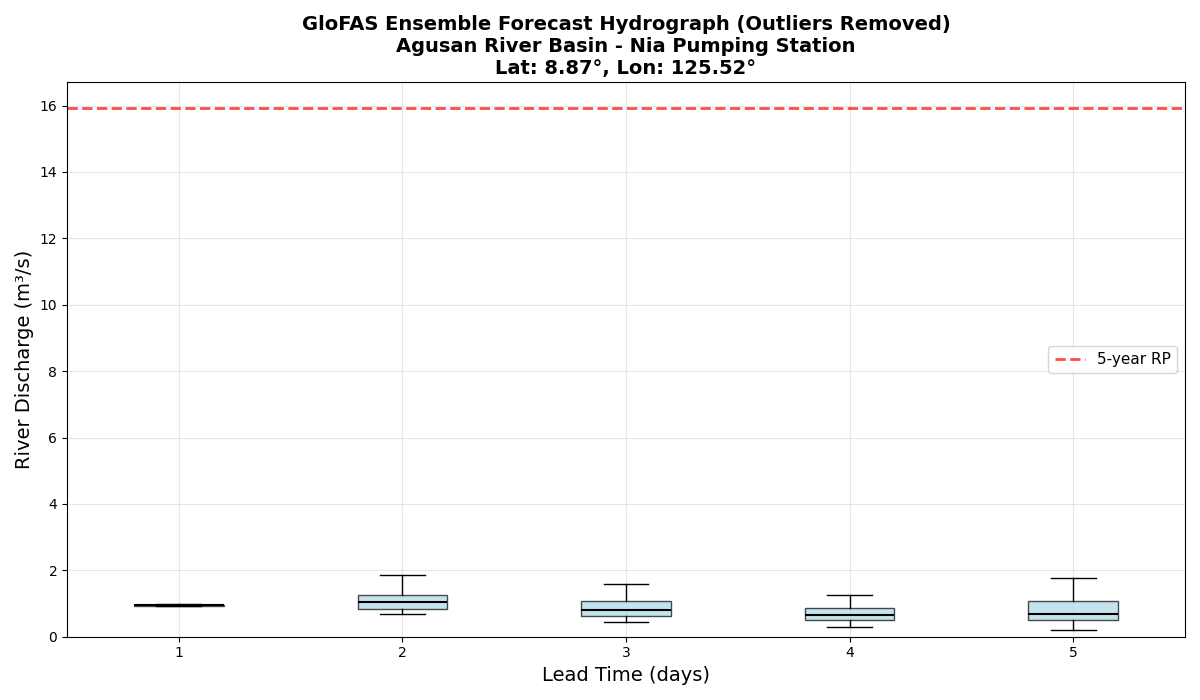 GloFAS Ensemble Forecast Hydrograph (Outliers Removed)
Agusan River Basin - Nia Pumping Station
Lat: 8.87°, Lon: 125.52°
River Discharge (m³/s)
16
14
12
10
8
6
4
2
0
5-year RP
1 2 3 4 5
Lead Time (days)